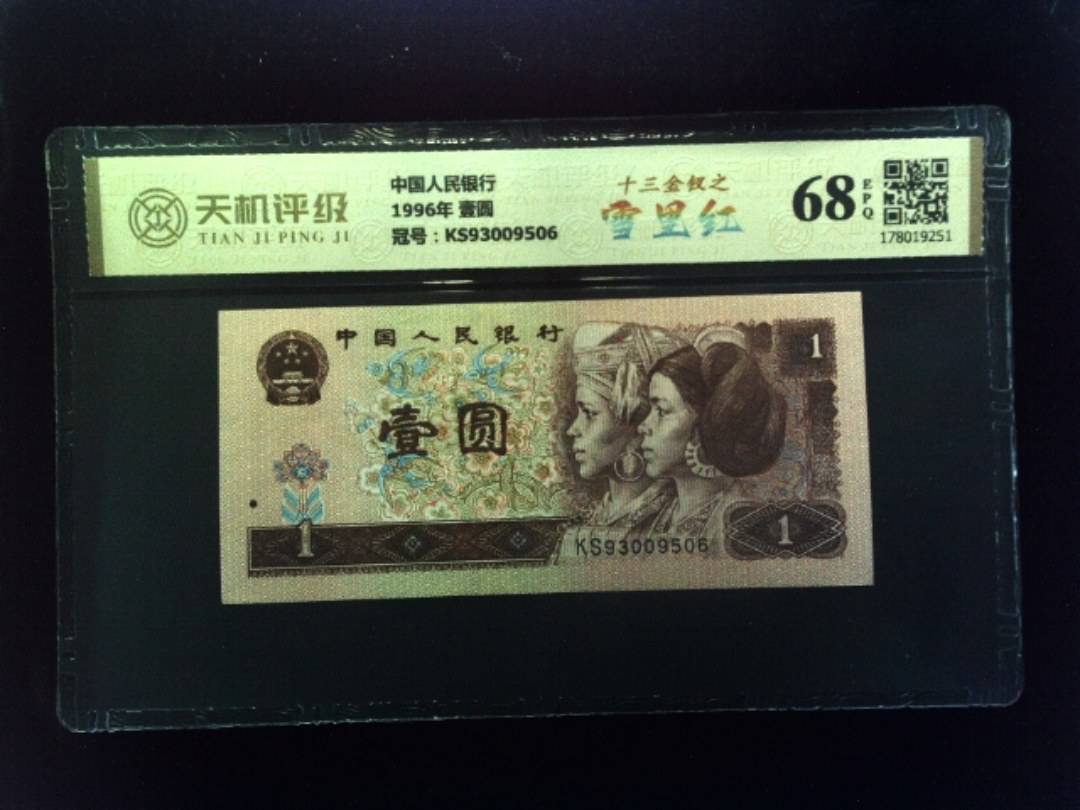 天机评级
TIAN JI PING JI
中国人民银行
1996年 壹圆
冠号：KS93009506
十三金钗之
雪里红
68
EPQ
178019251
中国人民银行
1
壹圆
1
KS93009506
1